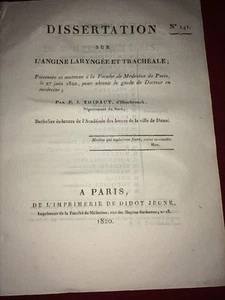 DISSERTATION
N° 141.
SUR
L'ANGINE LARYNGÉE ET TRACHÉALE;
Présentée et soutenue à la Faculté de Médecine de Paris,
le 27 juin 1820, pour obtenir le grade de Docteur en
médecine;
PAR F. J. THIBAUT, d'
Département du Nord;
Bachelier ès-lettres de l'Académie des lettres de la ville de Douai.
A PARIS,
DE L'IMPRIMERIE DE DIDOT JEUNE,
Imprimeur de la Faculté de Médecine, rue des Maçons-Sorbonne, n.° 13.
1820.